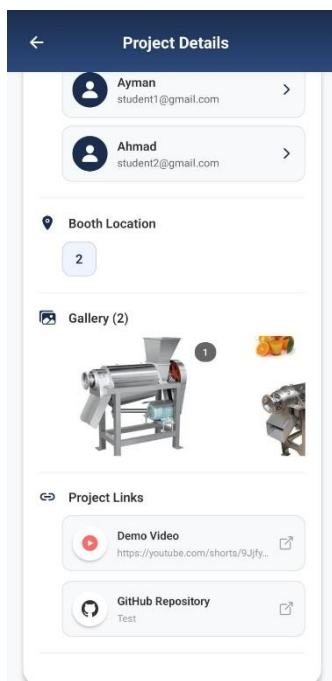 Project Details
Ayman
student1@gmail.com
Ahmad
student2@gmail.com
Booth Location
2
Gallery (2)
1
Project Links
Demo Video
https://youtube.com/shorts/9Jjfy...
GitHub Repository
Test